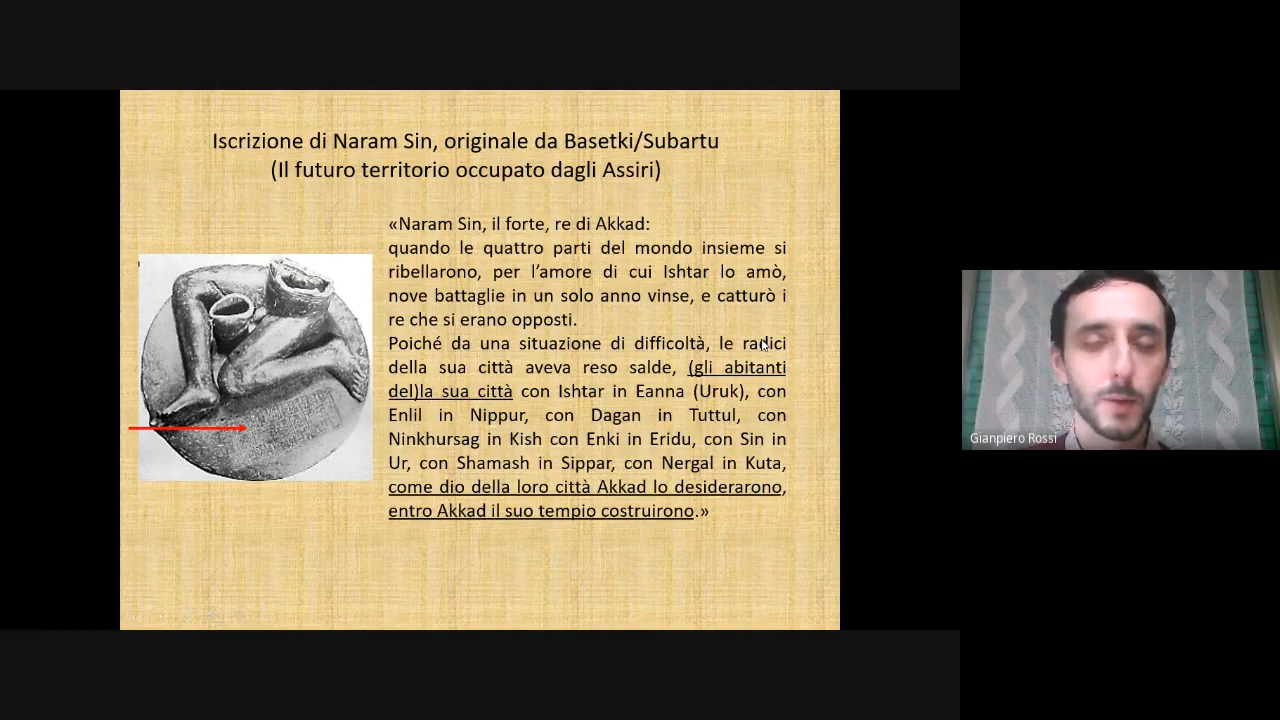 Iscrizione di Naram Sin, originale da Basetki/Subartu
(Il futuro territorio occupato dagli Assiri)
«Naram Sin, il forte, re di Akkad:
quando le quattro parti del mondo insieme si
ribellarono, per l’amore di cui Ishtar lo amò,
nove battaglie in un solo anno vinse, e catturò i
re che si erano opposti.
Poiché da una situazione di difficoltà, le radici
della sua città aveva reso salde, (gli abitanti
del)la sua città con Ishtar in Eanna (Uruk), con
Enlil in Nippur, con Dagan in Tuttul, con
Ninkhursag in Kish con Enki in Eridu, con Sin in
Ur, con Shamash in Sippar, con Nergal in Kuta,
come dio della loro città Akkad lo desiderarono,
entro Akkad il suo tempio costruirono.»
Gianpiero Rossi